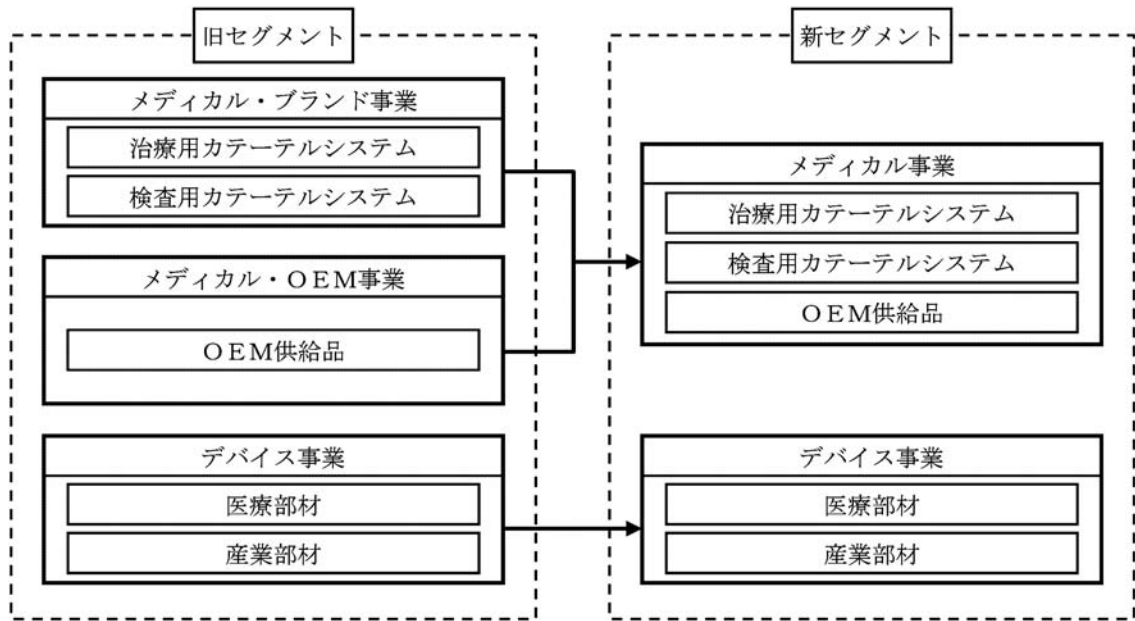 旧セグメント
メディカル・ブランド事業
治療用カテーテルシステム
検査用カテーテルシステム
メディカル・ＯＥＭ事業
ＯＥＭ供給品
デバイス事業
医療部材
産業部材
新セグメント
メディカル事業
治療用カテーテルシステム
検査用カテーテルシステム
ＯＥＭ供給品
デバイス事業
医療部材
産業部材